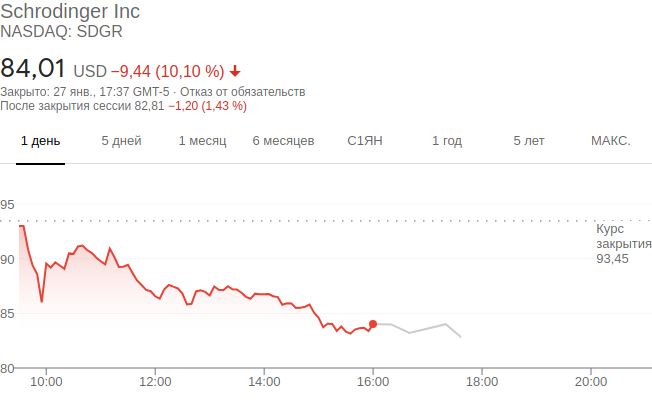 Schrodinger Inc
NASDAQ: SDGR
84,01 USD −9,44 (10,10 %)
Закрыто: 27 янв., 17:37 GMT-5 · Отказ от обязательств
После закрытия сессии 82,81 −1,20 (1,43 %)
1 день 5 дней 1 месяц 6 месяцев С1ЯН 1 год 5 лет МАКС.
95
Курс
закрытия
93,45
90
85
80
10:00 12:00 14:00 16:00 18:00 20:00